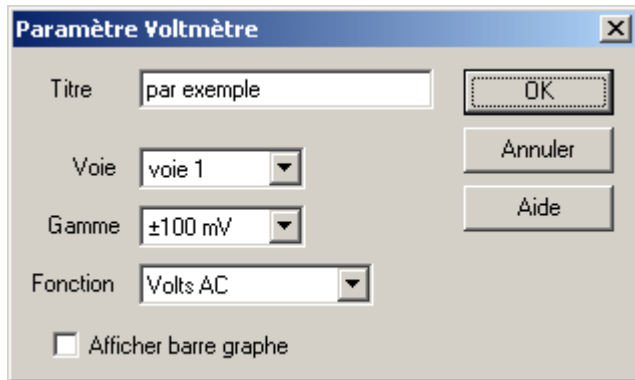 Paramètre Voltmètre
Titre par exemple OK
Annuler
Voie voie 1
Aide
Gamme ±100 mV
Fonction Volts AC
Afficher barre graphe